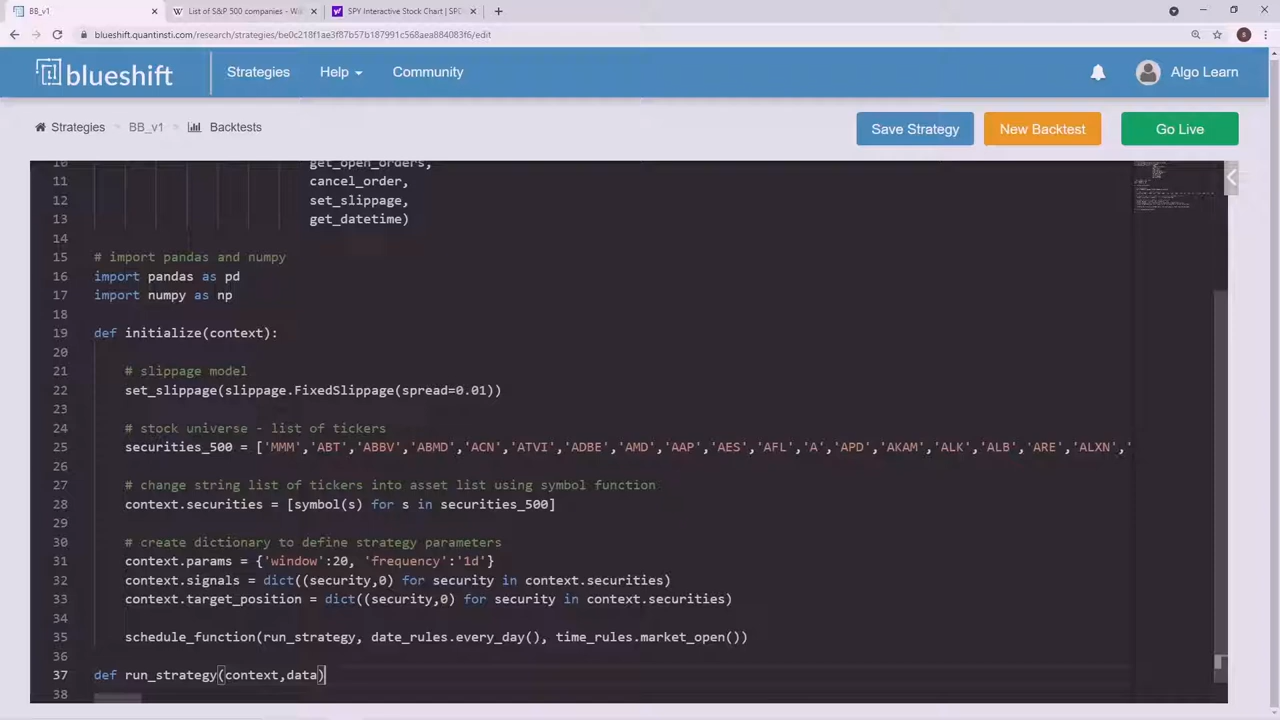 BB_v1
List of S&P 500 companies - Wi
SPY Interactive Stock Chart | SPD
blueshift.quantinsti.com/research/strategies/be0c218f1ae3f87b57b187991c568aea884083f6/edit
S
blueshift
Strategies
Help
Community
Algo Learn
Strategies
BB_v1
Backtests
Save Strategy
New Backtest
Go Live
10 get_open_orders,
11 cancel_order,
12 set_slippage,
13 get_datetime)
14
15 # import pandas and numpy
16 import pandas as pd
17 import numpy as np
18
19 def initialize(context):
20
21 # slippage model
22 set_slippage(slippage.FixedSlippage(spread=0.01))
23
24 # stock universe - list of tickers
25 securities_500 = ['MMM','ABT','ABBV','ABMD','ACN','ATVI','ADBE','AMD','AAP','AES','AFL','A','APD','AKAM','ALK','ALB','ARE','ALXN','
26
27 # change string list of tickers into asset list using symbol function
28 context.securities = [symbol(s) for s in securities_500]
29
30 # create dictionary to define strategy parameters
31 context.params = {'window':20, 'frequency':'1d'}
32 context.signals = dict((security,0) for security in context.securities)
33 context.target_position = dict((security,0) for security in context.securities)
34
35 schedule_function(run_strategy, date_rules.every_day(), time_rules.market_open())
36
37 def run_strategy(context,data)
38